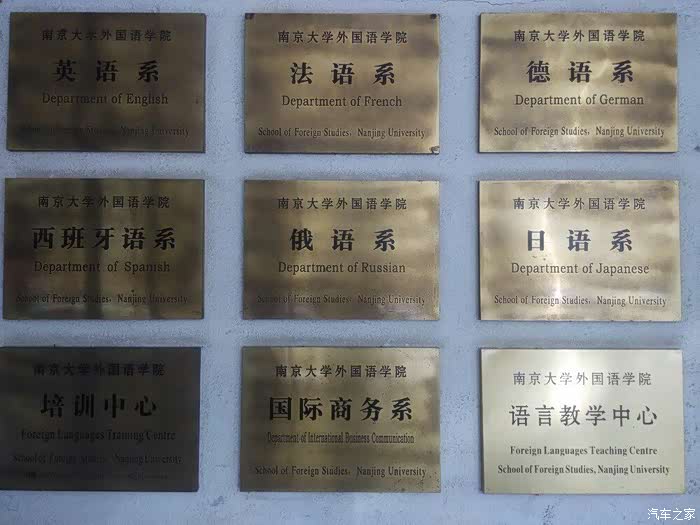 南京大学外国语学院
英语系
Department of English
School of Foreign Studies, Nanjing University
南京大学外国语学院
法语系
Department of French
School of Foreign Studies, Nanjing University
南京大学外国语学院
德语系
Department of German
School of Foreign Studies, Nanjing University
南京大学外国语学院
西班牙语系
Department of Spanish
School of Foreign Studies, Nanjing University
南京大学外国语学院
俄语系
Department of Russian
School of Foreign Studies, Nanjing University
南京大学外国语学院
日语系
Department of Japanese
School of Foreign Studies, Nanjing University
南京大学外国语学院
培训中心
Foreign Languages Training Centre
School of Foreign Studies, Nanjing University
南京大学外国语学院
国际商务系
Department of International Business Communication
School of Foreign Studies, Nanjing University
南京大学外国语学院
语言教学中心
Foreign Languages Teaching Centre
School of Foreign Studies, Nanjing University
汽车之家